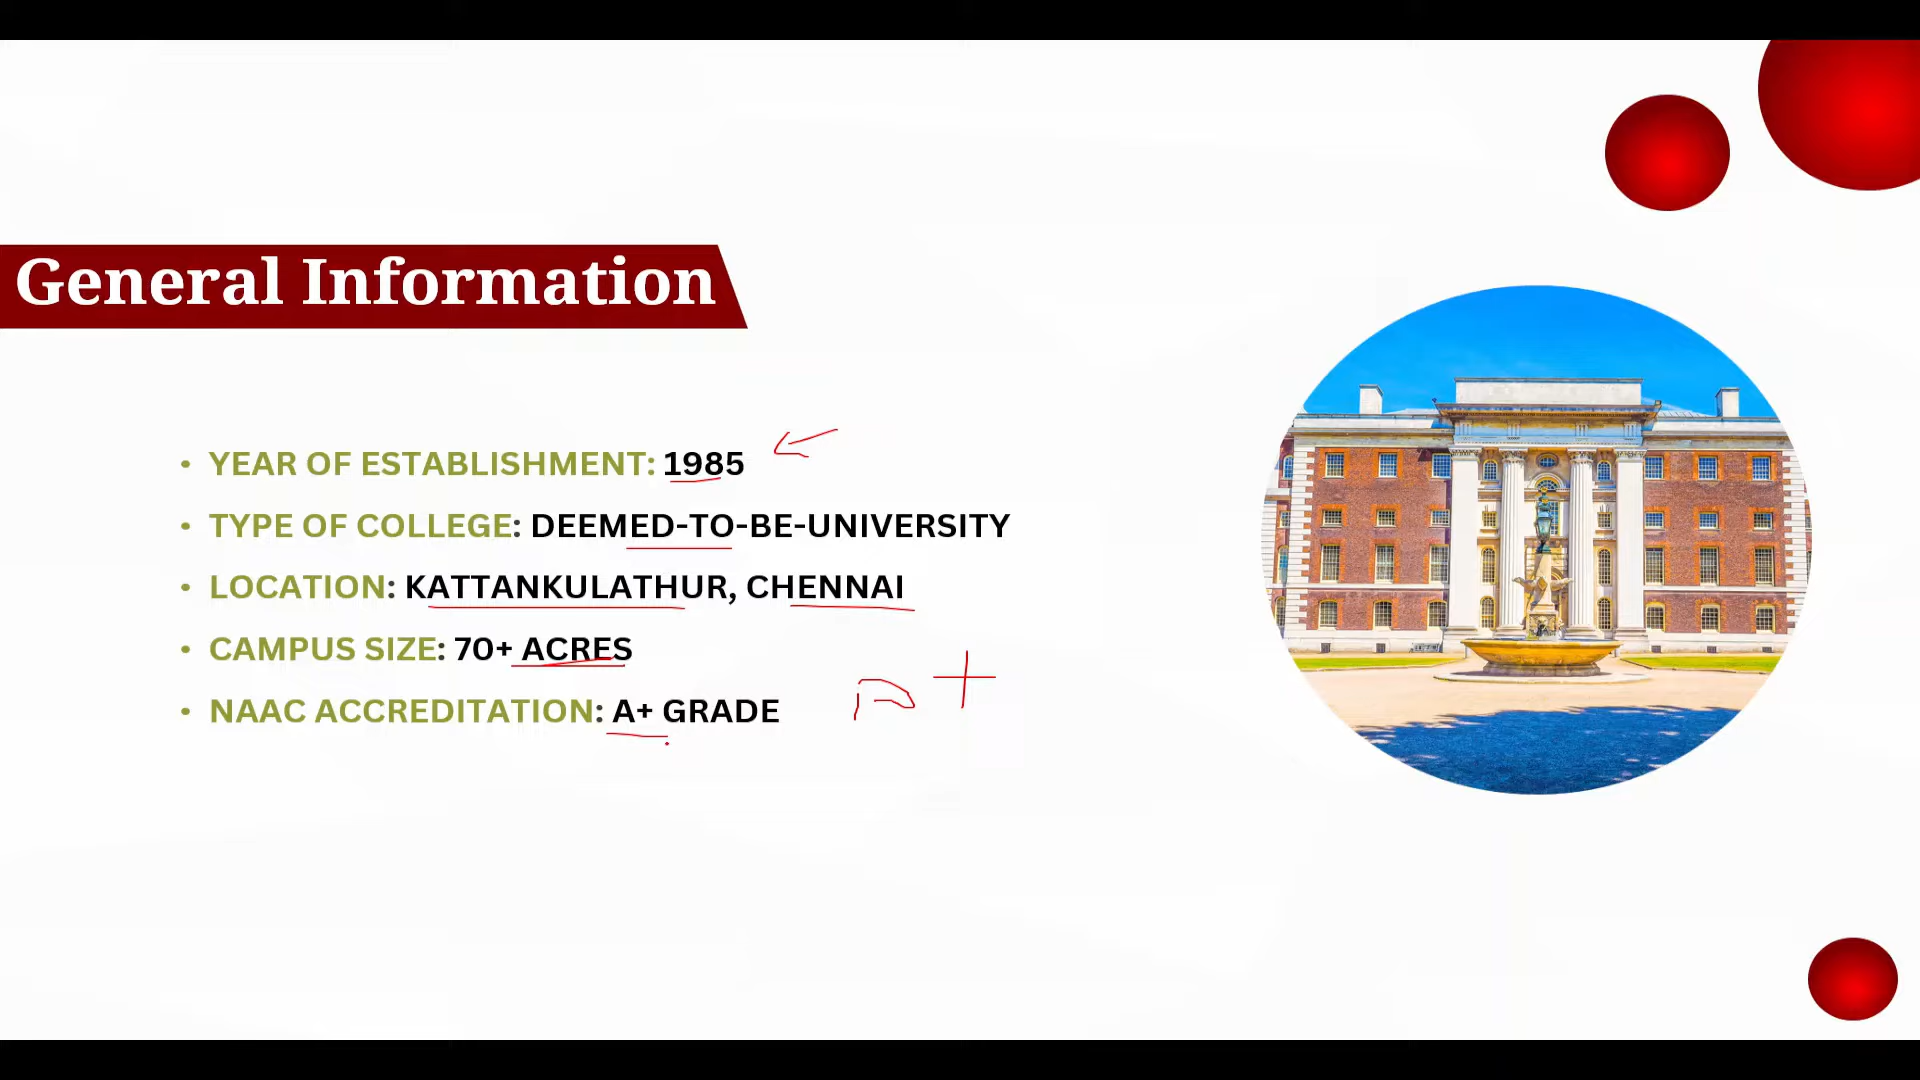 General Information
• YEAR OF ESTABLISHMENT: 1985
• TYPE OF COLLEGE: DEEMED-TO-BE-UNIVERSITY
• LOCATION: KATTANKULATHUR, CHENNAI
• CAMPUS SIZE: 70+ ACRES
• NAAC ACCREDITATION: A+ GRADE